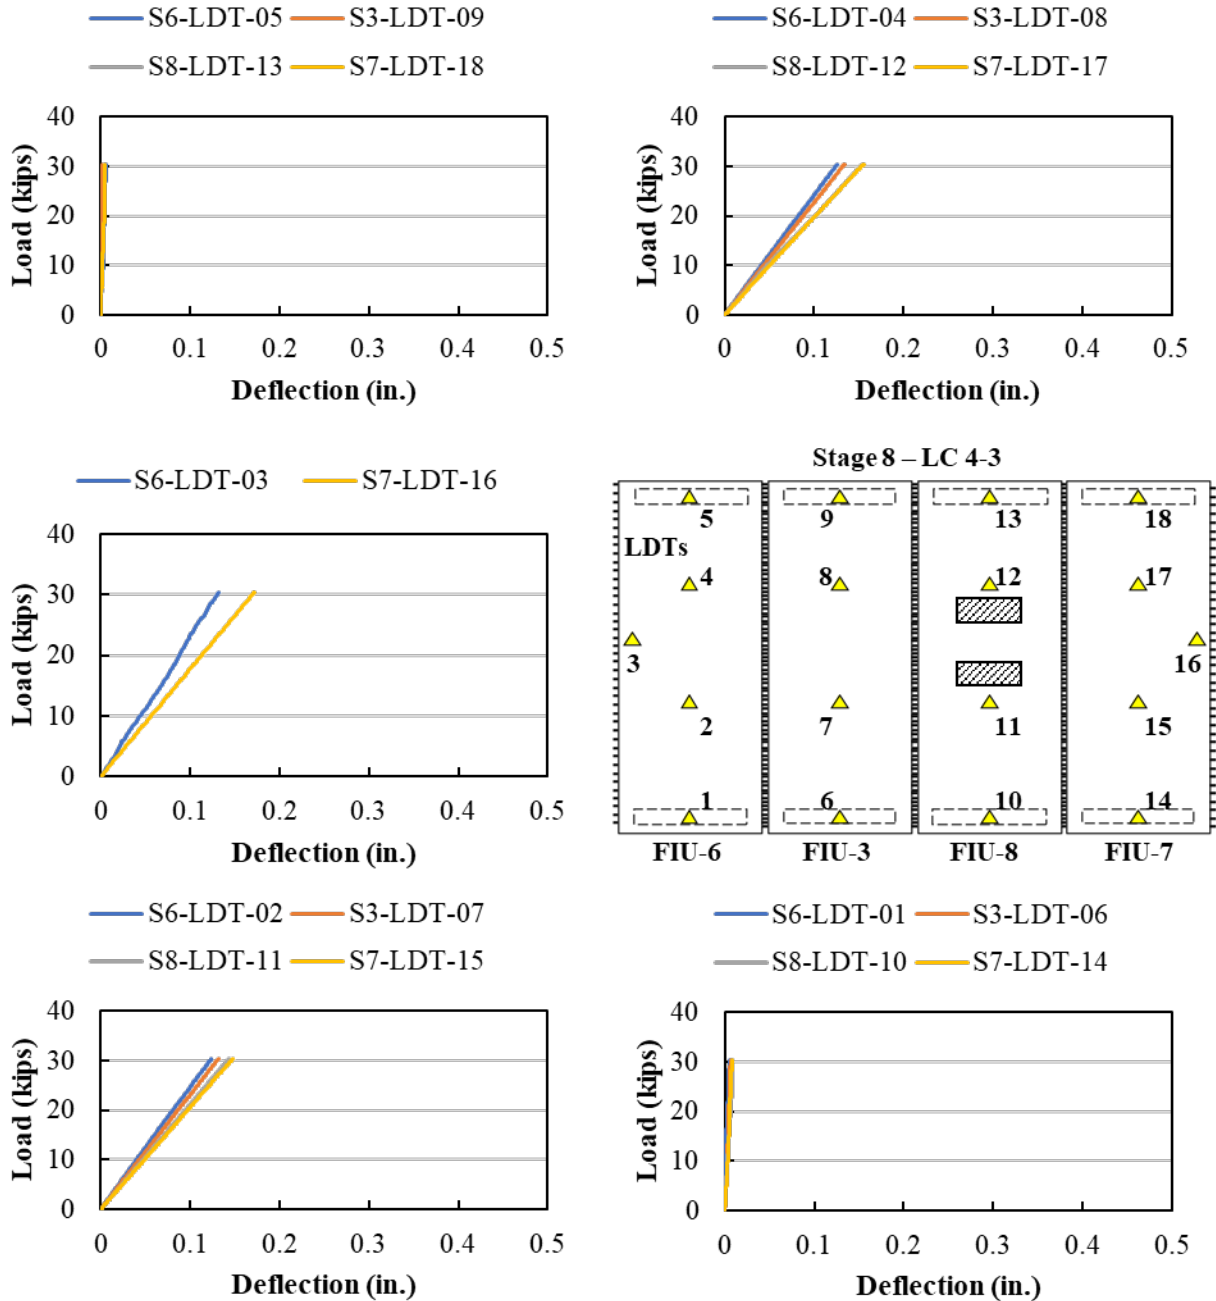 S6-LDT-05 S3-LDT-09
S8-LDT-13 S7-LDT-18
40
30
20
10
0
Load (kips)
0 0.1 0.2 0.3 0.4 0.5
Deflection (in.)
S6-LDT-04 S3-LDT-08
S8-LDT-12 S7-LDT-17
40
30
20
10
0
Load (kips)
0 0.1 0.2 0.3 0.4 0.5
Deflection (in.)
S6-LDT-03 S7-LDT-16
40
30
20
10
0
Load (kips)
0 0.1 0.2 0.3 0.4 0.5
Deflection (in.)
Stage 8 – LC 4-3
5 9 13 18
LDTs
4 8 12 17
3 16
2 7 11 15
1 6 10 14
FIU-6 FIU-3 FIU-8 FIU-7
S6-LDT-02 S3-LDT-07
S8-LDT-11 S7-LDT-15
40
30
20
10
0
Load (kips)
0 0.1 0.2 0.3 0.4 0.5
Deflection (in.)
S6-LDT-01 S3-LDT-06
S8-LDT-10 S7-LDT-14
40
30
20
10
0
Load (kips)
0 0.1 0.2 0.3 0.4 0.5
Deflection (in.)